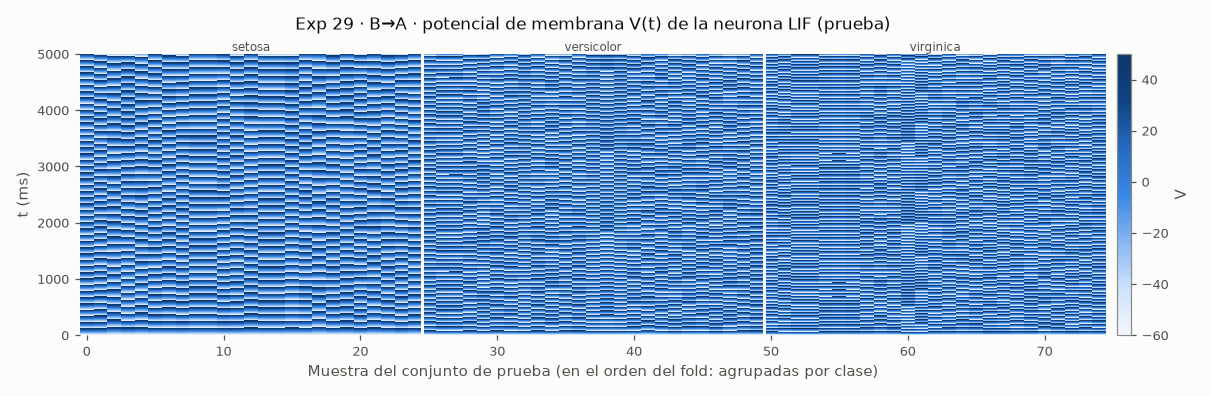 Exp 29 · B→A · potencial de membrana V(t) de la neurona LIF (prueba)
setosa
versicolor
virginica
5000
4000
3000
2000
1000
0
t (ms)
0
10
20
30
40
50
60
70
Muestra del conjunto de prueba (en el orden del fold: agrupadas por clase)
40
20
0
−20
−40
−60
V